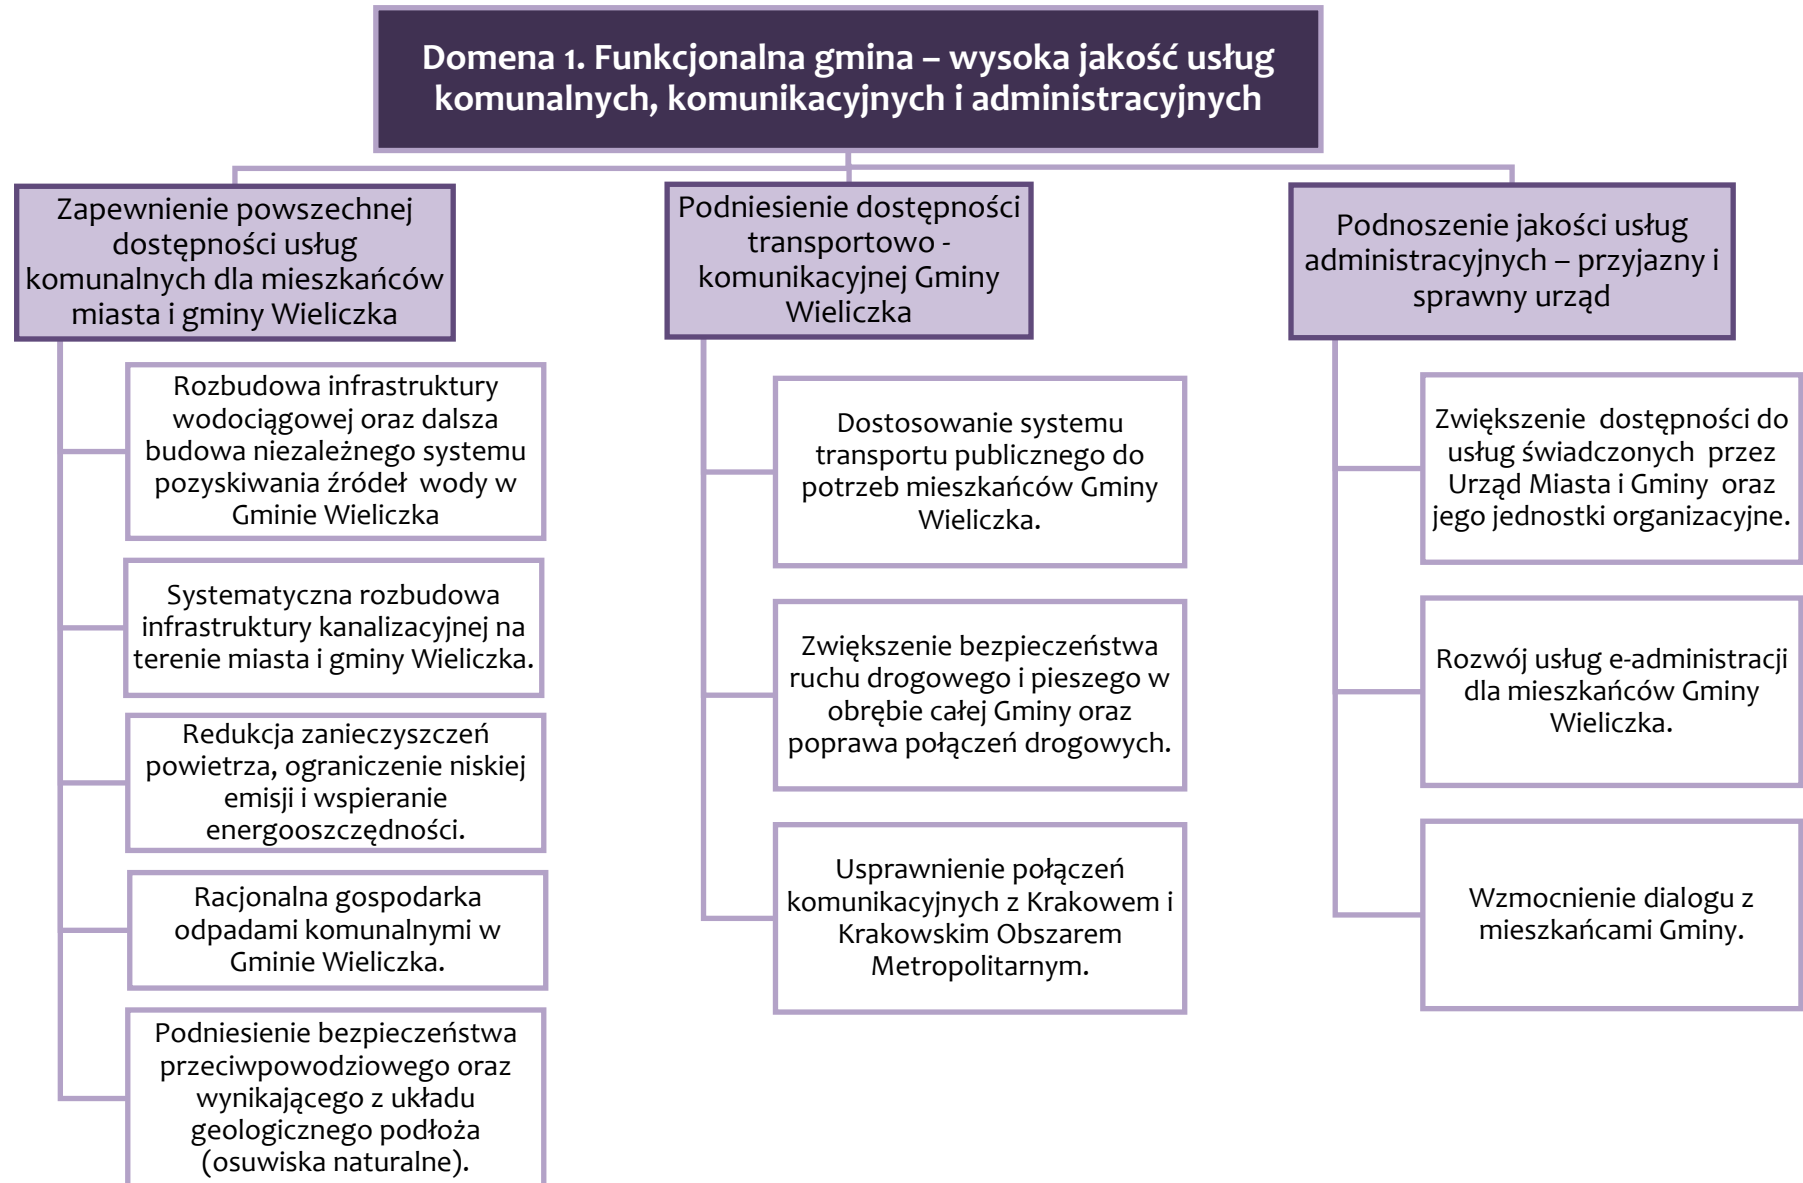 Domena 1. Funkcjonalna gmina – wysoka jakość usług
komunalnych, komunikacyjnych i administracyjnych
Zapewnienie powszechnej
dostępności usług
komunalnych dla mieszkańców
miasta i gminy Wieliczka
Rozbudowa infrastruktury
wodociągowej oraz dalsza
budowa niezależnego systemu
pozyskiwania źródeł  wody w
Gminie Wieliczka
Systematyczna rozbudowa
infrastruktury kanalizacyjnej na
terenie miasta i gminy Wieliczka.
Redukcja zanieczyszczeń
powietrza, ograniczenie niskiej
emisji i wspieranie
energooszczędności.
Racjonalna gospodarka
odpadami komunalnymi w
Gminie Wieliczka.
Podniesienie bezpieczeństwa
przeciwpowodziowego oraz
wynikającego z układu
geologicznego podłoża
(osuwiska naturalne).
Podniesienie dostępności
transportowo -
komunikacyjnej Gminy
Wieliczka
Dostosowanie systemu
transportu publicznego do
potrzeb mieszkańców Gminy
Wieliczka.
Zwiększenie bezpieczeństwa
ruchu drogowego i pieszego w
obrębie całej Gminy oraz
poprawa połączeń drogowych.
Usprawnienie połączeń
komunikacyjnych z Krakowem i
Krakowskim Obszarem
Metropolitarnym.
Podnoszenie jakości usług
administracyjnych – przyjazny i
sprawny urząd
Zwiększenie  dostępności do
usług świadczonych  przez
Urząd Miasta i Gminy  oraz
jego jednostki organizacyjne.
Rozwój usług e-administracji
dla mieszkańców Gminy
Wieliczka.
Wzmocnienie dialogu z
mieszkańcami Gminy.